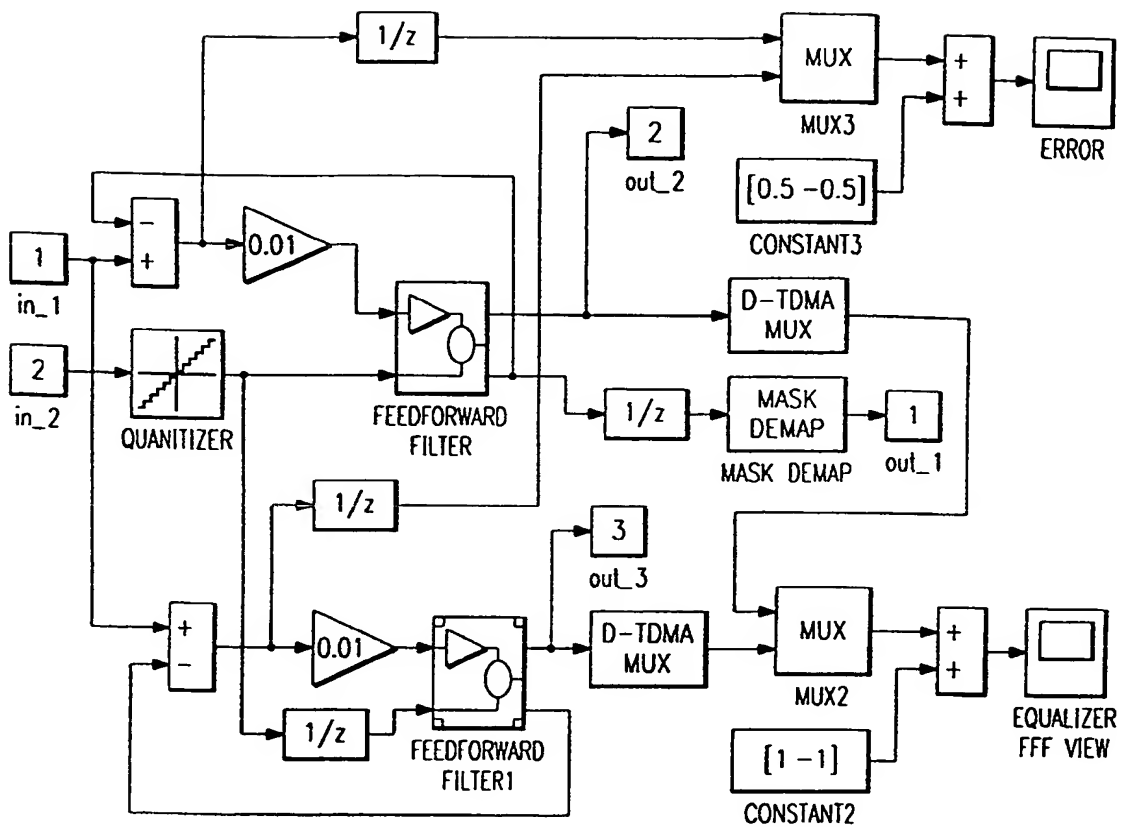 1/z
MUX
MUX3
+
+
ERROR
2
out_2
[0.5 -0.5]
CONSTANT3
-
+
0.01
1
in_1
D-TDMA
MUX
2
in_2
QUANITIZER
FEEDFORWARD
FILTER
1/z
MASK
DEMAP
MASK DEMAP
1
out_1
1/z
3
out_3
+
-
0.01
D-TDMA
MUX
MUX
MUX2
+
+
EQUALIZER
FFF VIEW
1/z
FEEDFORWARD
FILTER1
[1 -1]
CONSTANT2